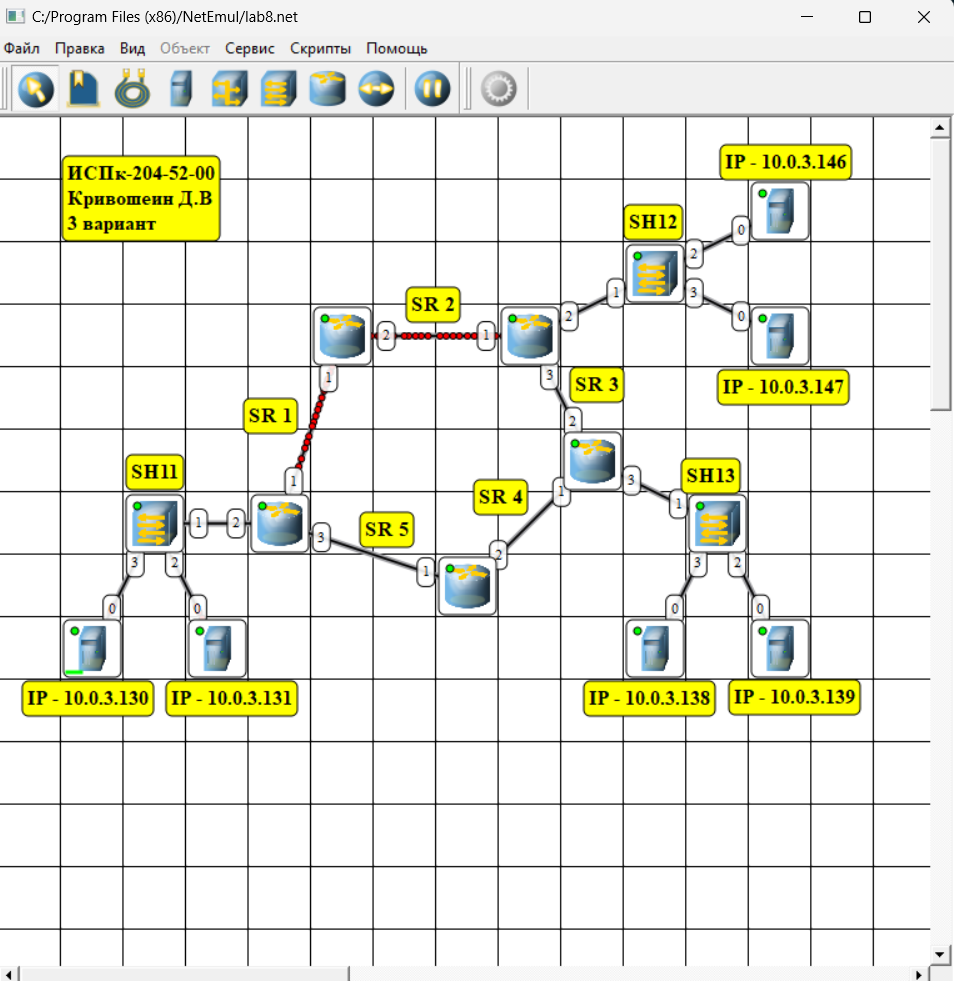 C:/Program Files (x86)/NetEmul/lab8.net
Файл Правка Вид Объект Сервис Скрипты Помощь
ИСПк-204-52-00
Кривошеин Д.В
3 вариант
IP - 10.0.3.146
SH12
2
0
1
3
0
2
IP - 10.0.3.147
SR 2
2
1
1
3
SR 3
2
SR 1
1
SH11
1
2
3
SR 5
SR 4
1
2
1
3
SH13
1
3
2
0
0
3
2
0
0
IP - 10.0.3.130
IP - 10.0.3.131
IP - 10.0.3.138
IP - 10.0.3.139